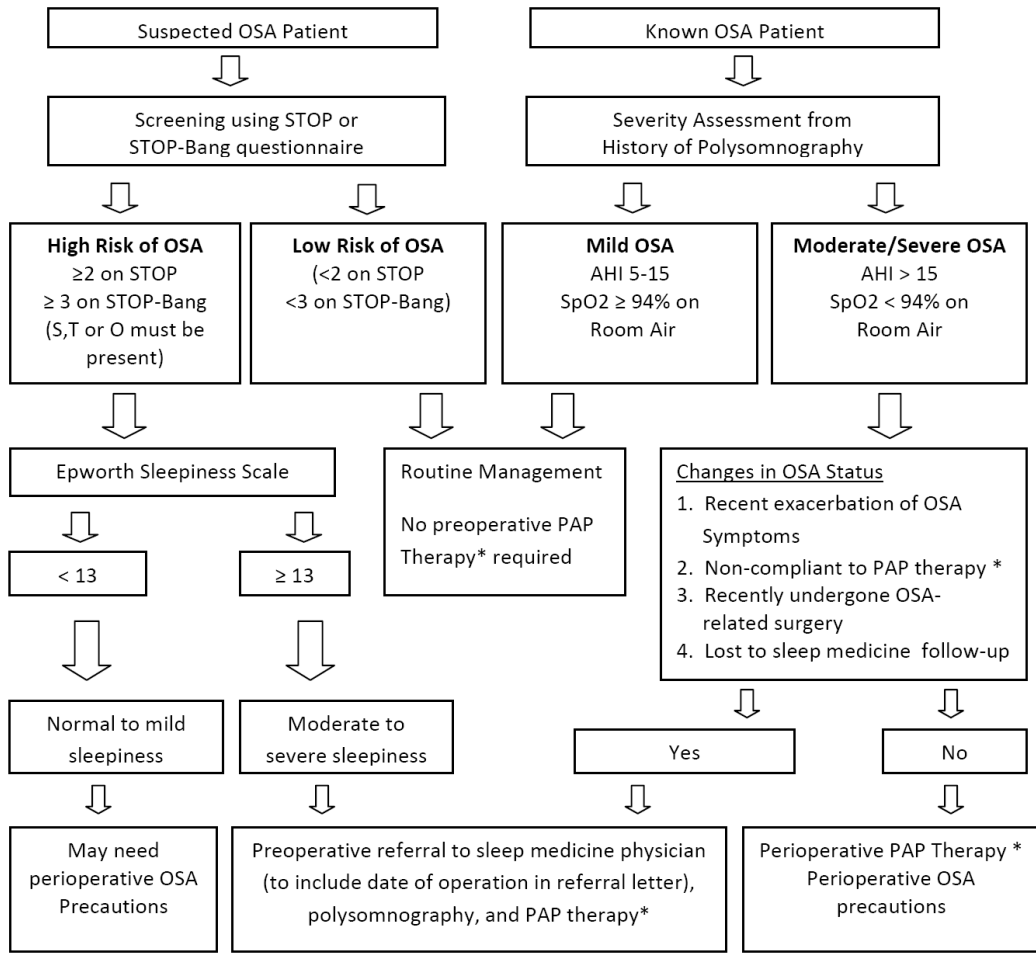 Suspected OSA Patient
Known OSA Patient
Screening using STOP or
STOP-Bang questionnaire
Severity Assessment from
History of Polysomnography
High Risk of OSA
≥2 on STOP
≥ 3 on STOP-Bang
(S,T or O must be
present)
Low Risk of OSA
(<2 on STOP
<3 on STOP-Bang)
Mild OSA
AHI 5-15
SpO2 ≥ 94% on
Room Air
Moderate/Severe OSA
AHI > 15
SpO2 < 94% on
Room Air
Epworth Sleepiness Scale
Routine Management
No preoperative PAP
Therapy* required
Changes in OSA Status
1. Recent exacerbation of OSA
Symptoms
2. Non-compliant to PAP therapy *
3. Recently undergone OSA-
related surgery
4. Lost to sleep medicine follow-up
< 13
≥ 13
Normal to mild
sleepiness
Moderate to
severe sleepiness
Yes
No
May need
perioperative OSA
Precautions
Preoperative referral to sleep medicine physician
(to include date of operation in referral letter),
polysomnography, and PAP therapy*
Perioperative PAP Therapy *
Perioperative OSA
precautions